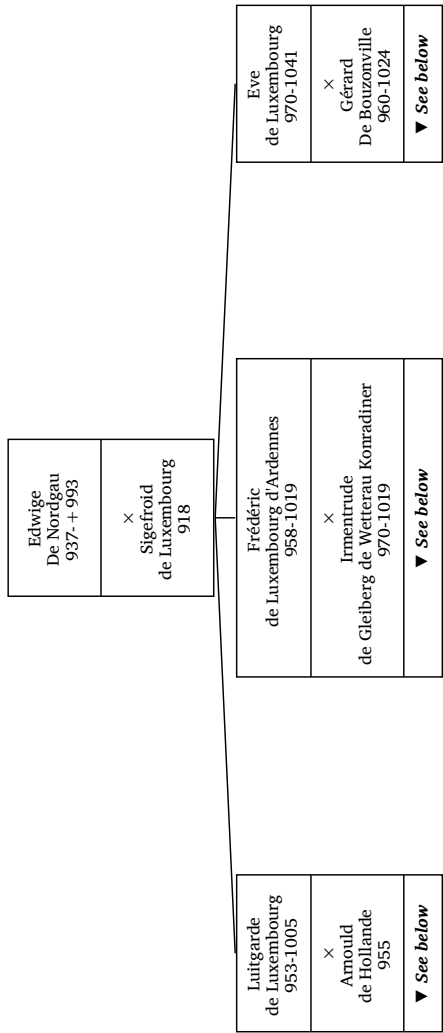 Edwige
De Nordgau
937-+993
×
Sigefroid
de Luxembourg
918
Luitgarde
de Luxembourg
953-1005
×
Arnould
de Hollande
955
▼ See below
Frédéric
de Luxembourg d'Ardennes
958-1019
×
Irmentrude
de Gleiberg de Wetterau Konradiner
970-1019
▼ See below
Eve
de Luxembourg
970-1041
×
Gérard
De Bouzonville
960-1024
▼ See below